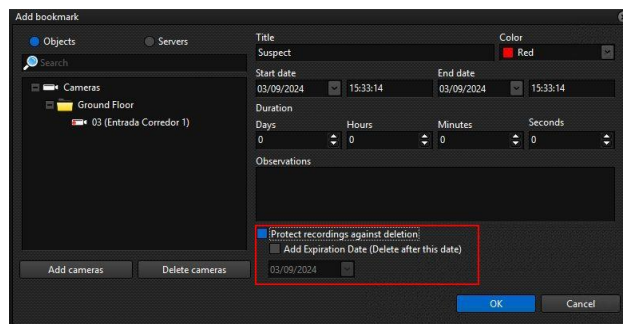 Add bookmark
Objects
Servers
Search
Cameras
Ground Floor
03 (Entrada Corredor 1)
Add cameras
Delete cameras
Title
Color
Suspect
Red
Start date
End date
03/09/2024
15:33:14
03/09/2024
15:33:14
Duration
Days
Hours
Minutes
Seconds
0
0
0
0
Observations
Protect recordings against deletion
Add Expiration Date (Delete after this date)
03/09/2024
OK
Cancel